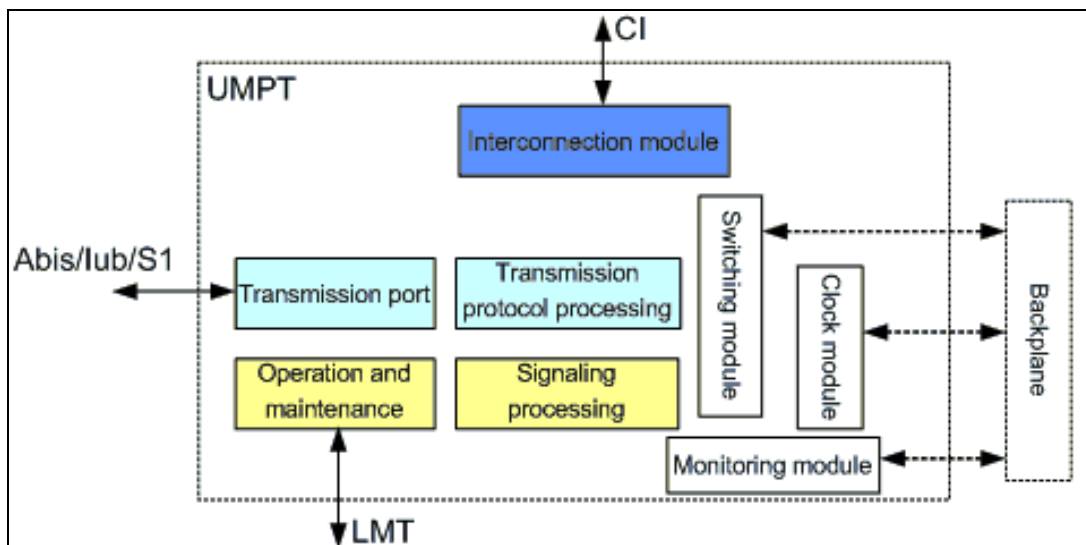 CI
UMPT
Interconnection module
Abis/Iub/S1
Transmission port
Transmission
protocol processing
Switching module
Clock module
Backplane
Operation and
maintenance
Signaling
processing
Monitoring module
LMT